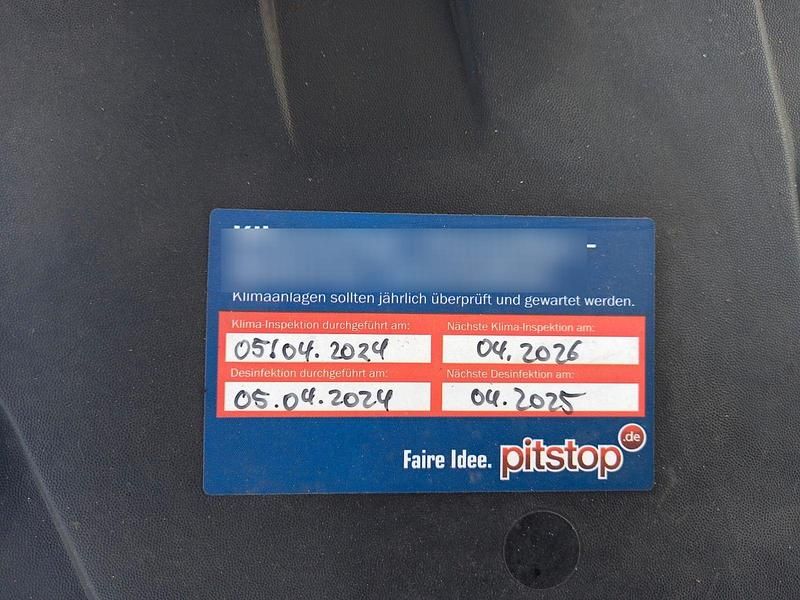 Klimaanlagen sollten jährlich überprüft und gewartet werden.
Klima-Inspektion durchgeführt am: Nächste Klima-Inspektion am:
05.04.2024 04.2026
Desinfektion durchgeführt am: Nächste Desinfektion am:
05.04.2024 04.2025
Faire Idee. pitstop.de